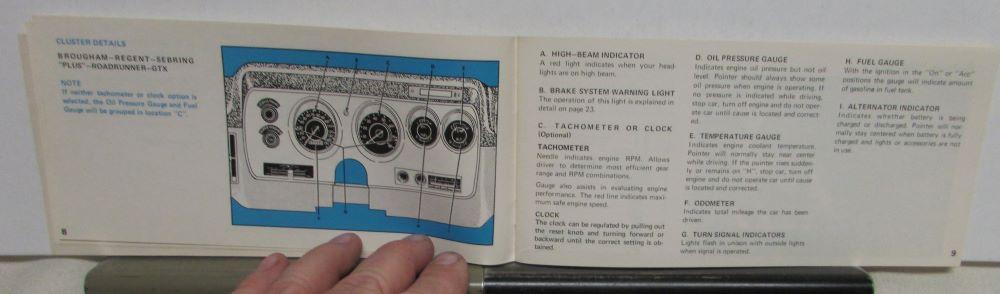 CLUSTER DETAILS
BROUGHAM-REGENT-SEBRING
"PLUS"-ROADRUNNER-GTX
NOTE
If neither tachometer or clock option is
selected, the Oil Pressure Gauge and Fuel
Gauge will be grouped in location "C".
8
A. HIGH-BEAM INDICATOR
A red light indicates when your head-
lights are on high beam.
B. BRAKE SYSTEM WARNING LIGHT
The operation of this light is explained in
detail on page 23.
C. TACHOMETER OR CLOCK
(Optional)
TACHOMETER
Needle indicates engine RPM. Allows
driver to determine most efficient gear
range and RPM combinations.
Gauge also assists in evaluating engine
performance. The red line indicates maxi-
mum safe engine speed.
CLOCK
The clock can be regulated by pulling out
the reset knob and turning forward or
backward until the correct setting is ob-
tained.
D. OIL PRESSURE GAUGE
Indicates engine oil pressure but not oil
level. Pointer should always show some
oil pressure when engine is operating. If
no pressure is indicated while driving,
stop car, turn off engine and do not oper-
ate car until cause is located and correct-
ed.
E. TEMPERATURE GAUGE
Indicates engine coolant temperature.
Pointer will normally stay near center
while driving. If the pointer rises sudden-
ly or remains on "H", stop car, turn off
engine and do not operate car until cause
is located and corrected.
F. ODOMETER
Indicates total mileage the car has been
driven.
G. TURN SIGNAL INDICATORS
Lights flash in unison with outside lights
when signal is operated.
H. FUEL GAUGE
With the ignition in the "On" or "Acc"
positions the gauge will indicate amount
of gasoline in fuel tank.
I. ALTERNATOR INDICATOR
Indicates whether battery is being
charged or discharged. Pointer will nor-
mally stay centered when battery is fully
charged and lights or accessories are not
in use.
9